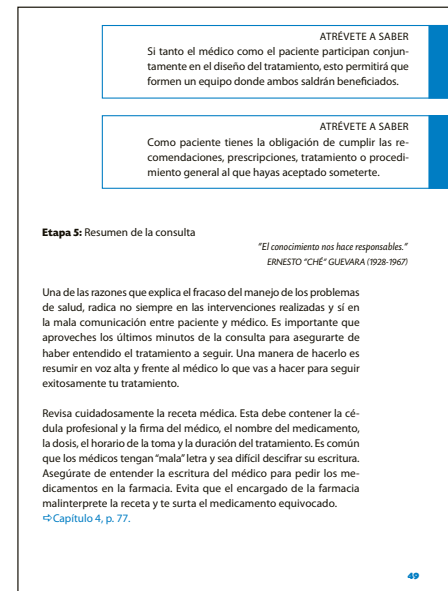 ATRÉVETE A SABER
Si tanto el médico como el paciente participan conjun-
tamente en el diseño del tratamiento, esto permitirá que
formen un equipo donde ambos saldrán beneficiados.
ATRÉVETE A SABER
Como paciente tienes la obligación de cumplir las re-
comendaciones, prescripciones, tratamiento o procedi-
miento general al que hayas aceptado someterte.
Etapa 5: Resumen de la consulta
"El conocimiento nos hace responsables."
ERNESTO "CHÉ" GUEVARA (1928-1967)
Una de las razones que explica el fracaso del manejo de los problemas
de salud, radica no siempre en las intervenciones realizadas y sí en
la mala comunicación entre paciente y médico. Es importante que
aproveches los últimos minutos de la consulta para asegurarte de
haber entendido el tratamiento a seguir. Una manera de hacerlo es
resumir en voz alta y frente al médico lo que vas a hacer para seguir
exitosamente tu tratamiento.
Revisa cuidadosamente la receta médica. Esta debe contener la cé-
dula profesional y la firma del médico, el nombre del medicamento,
la dosis, el horario de la toma y la duración del tratamiento. Es común
que los médicos tengan "mala" letra y sea difícil descifrar su escritura.
Asegúrate de entender la escritura del médico para pedir los me-
dicamentos en la farmacia. Evita que el encargado de la farmacia
malinterprete la receta y te surta el medicamento equivocado.
⇨Capítulo 4, p. 77.
49